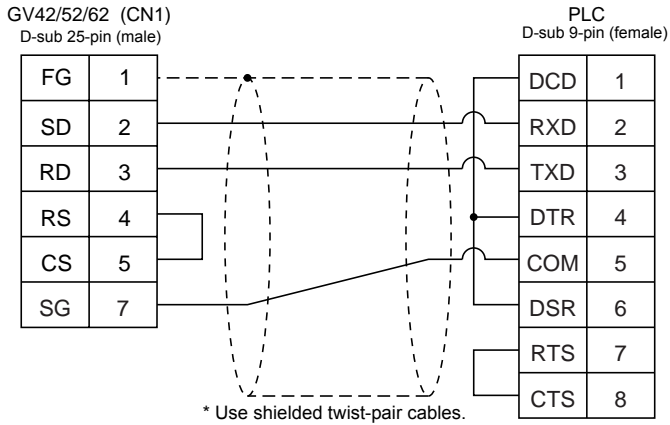 GV42/52/62 (CN1)
D-sub 25-pin (male)
FG 1
SD 2
RD 3
RS 4
CS 5
SG 7
PLC
D-sub 9-pin (female)
DCD 1
RXD 2
TXD 3
DTR 4
COM 5
DSR 6
RTS 7
CTS 8
* Use shielded twist-pair cables.